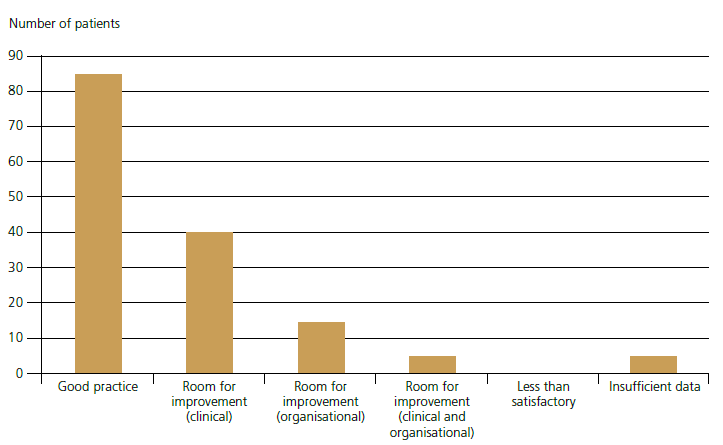 Number of patients
90
80
70
60
50
40
30
20
10
0
Good practice
Room for
improvement
(clinical)
Room for
improvement
(organisational)
Room for
improvement
(clinical and
organisational)
Less than
satisfactory
Insufficient data